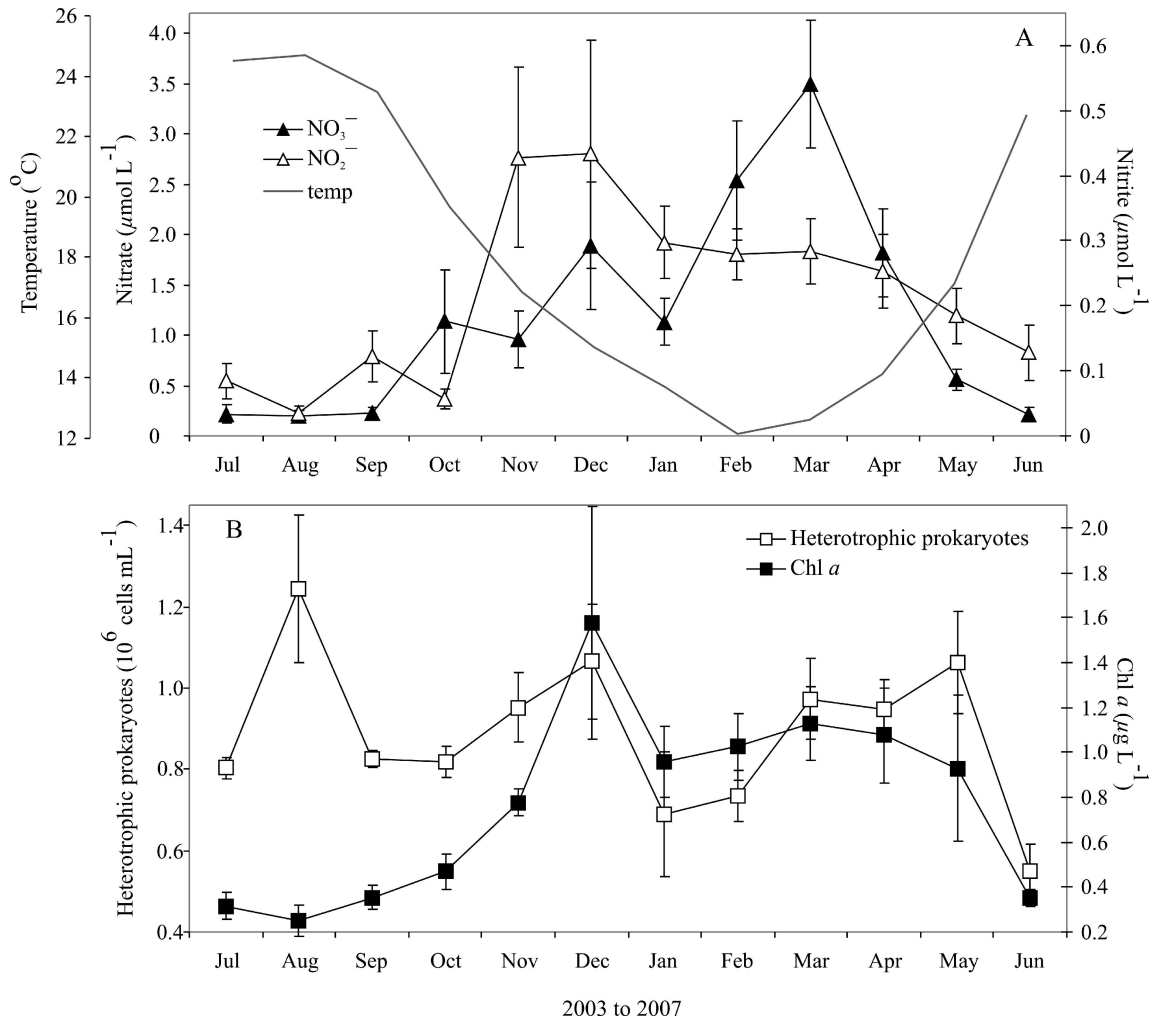 A
Temperature (°C)
26
24
22
20
18
16
14
12
Nitrate (µmol L⁻¹)
4.0
3.5
3.0
2.5
2.0
1.5
1.0
0.5
0
NO₃⁻
NO₂⁻
temp
0.6
0.5
0.4
0.3
0.2
0.1
0
Nitrite (µmol L⁻¹)
Jul Aug Sep Oct Nov Dec Jan Feb Mar Apr May Jun
B
Heterotrophic prokaryotes (10⁶ cells mL⁻¹)
1.4
1.2
1.0
0.8
0.6
0.4
Heterotrophic prokaryotes
Chl a
2.0
1.8
1.6
1.4
1.2
1.0
0.8
0.6
0.4
0.2
Chl a (µg L⁻¹)
Jul Aug Sep Oct Nov Dec Jan Feb Mar Apr May Jun
2003 to 2007